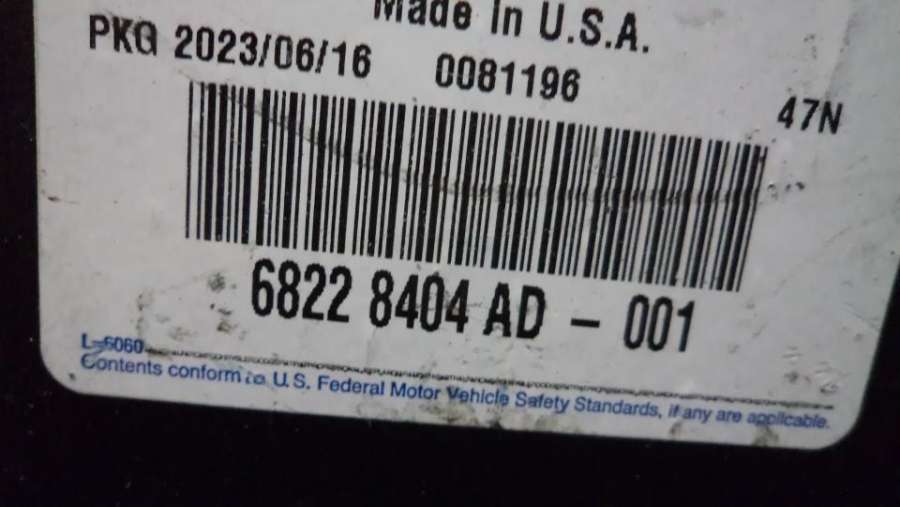 Made In U.S.A.
PKG 2023/06/16 0081196
47N
6822 8404 AD - 001
L-6060
Contents conform to U.S. Federal Motor Vehicle Safety Standards, if any are applicable.